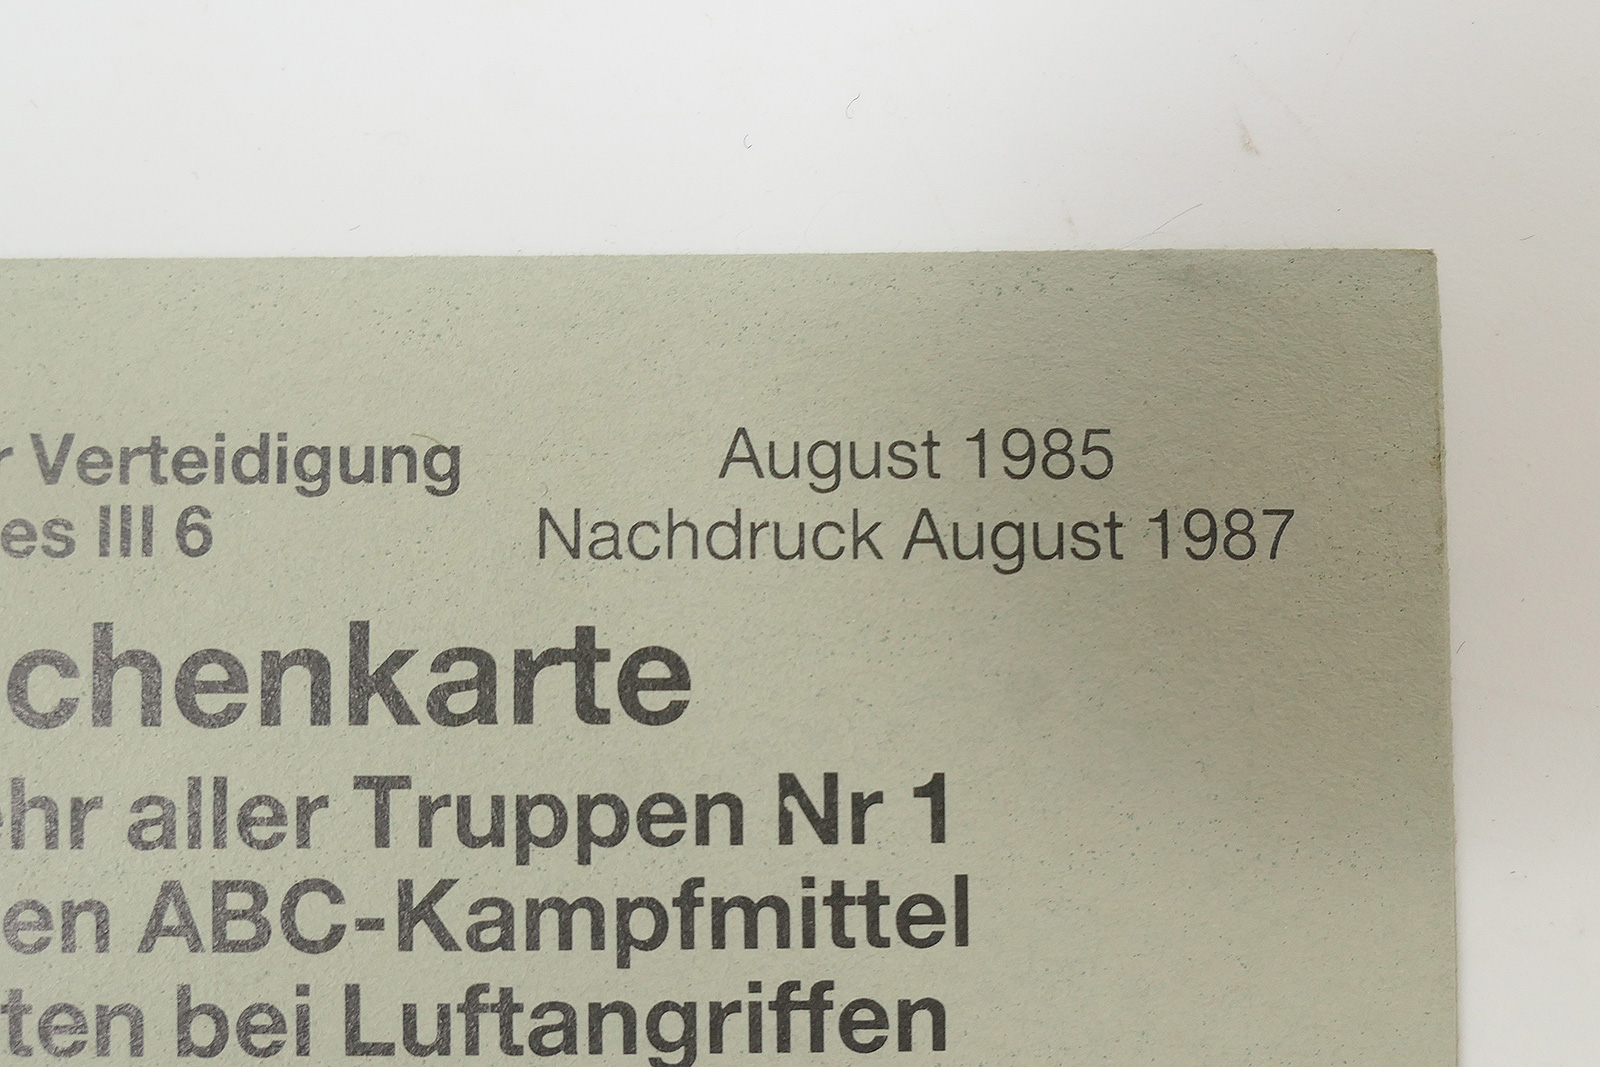 Verteidigung August 1985
es III 6 Nachdruck August 1987
chenkarte
ehr aller Truppen Nr 1
en ABC-Kampfmittel
ten bei Luftangriffen